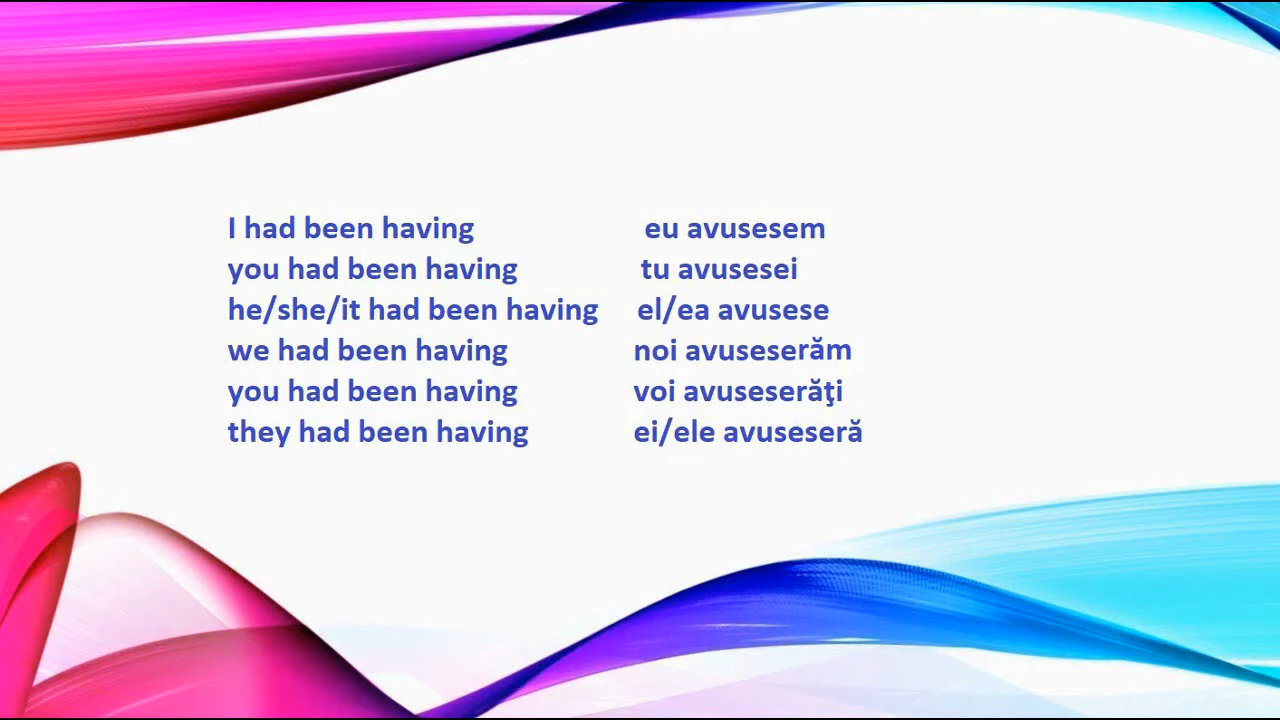 I had been having eu avusesem
you had been having tu avusesei
he/she/it had been having el/ea avusese
we had been having noi avuseserăm
you had been having voi avuseserăţi
they had been having ei/ele avuseseră